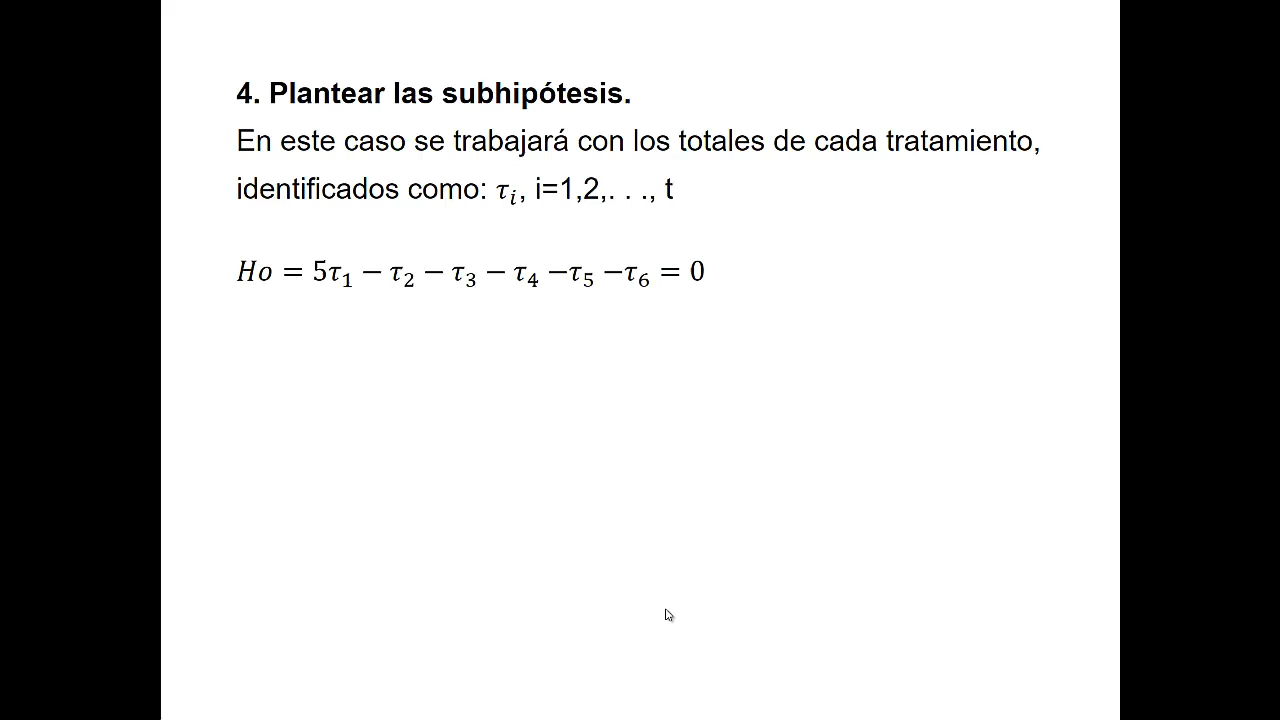 4. Plantear las subhipótesis.
En este caso se trabajará con los totales de cada tratamiento,
identificados como: τᵢ, i=1,2,. . ., t
Ho = 5τ₁ − τ₂ − τ₃ − τ₄ −τ₅ −τ₆ = 0